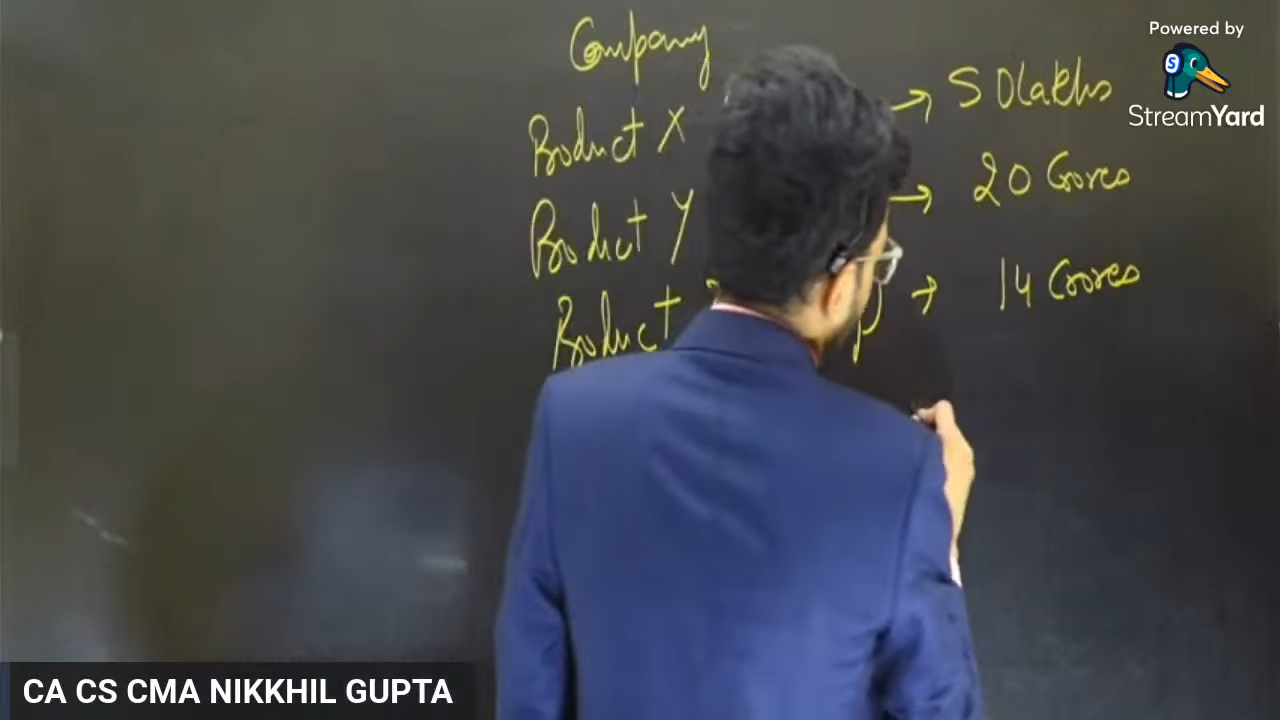 Company
Product X → 50 lakhs
Product Y → 20 Crores
Product → 14 Crores
Powered by
StreamYard
CA CS CMA NIKKHIL GUPTA